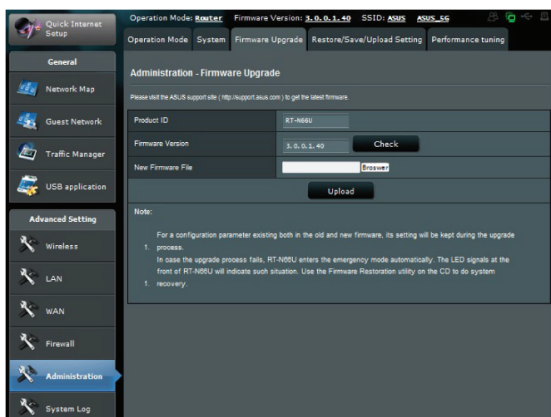 Quick Internet
Setup
Operation Mode: Router Firmware Version: 3.0.0.1.40 SSID: ASUS ASUS_5G
Operation Mode System Firmware Upgrade Restore/Save/Upload Setting Performance tuning
General
Network Map
Guest Network
Traffic Manager
USB application
Advanced Setting
Wireless
LAN
WAN
Firewall
Administration
System Log
Administration - Firmware Upgrade
Please visit the ASUS support site ( http://support.asus.com ) to get the latest firmware.
Product ID RT-N66U
Firmware Version 3.0.0.1.40 Check
New Firmware File Broswer
Upload
Note:
For a configuration parameter existing both in the old and new firmware, its setting will be kept during the upgrade
1. process.
In case the upgrade process fails, RT-N66U enters the emergency mode automatically. The LED signals at the
front of RT-N66U will indicate such situation. Use the Firmware Restoration utility on the CD to do system
1. recovery.